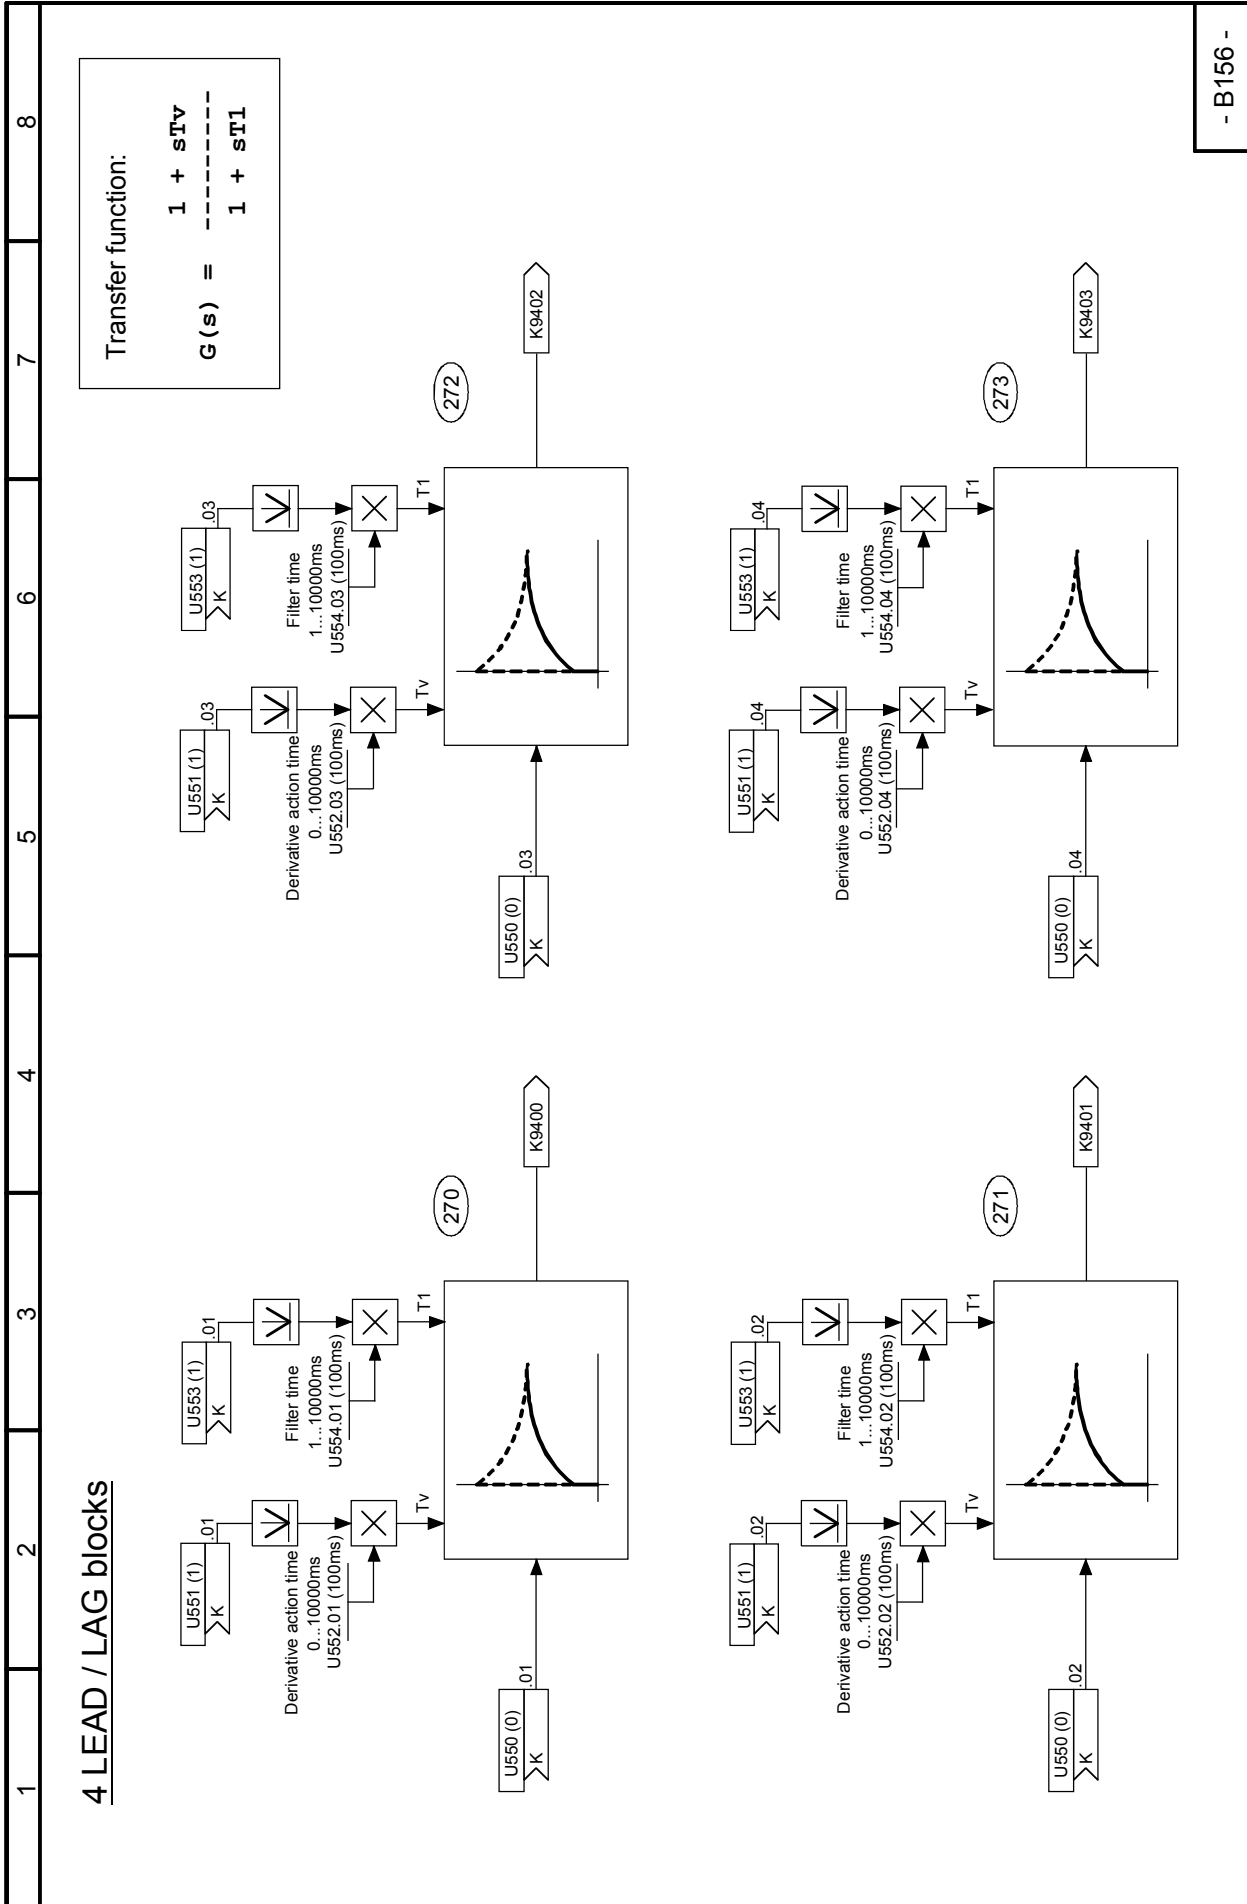 1 2 3 4 5 6 7 8
4 LEAD / LAG blocks
Transfer function:
1 + sTv
G(s) = ----------
1 + sT1
U551 (1)
K
.01
U553 (1)
K
.01
Derivative action time
0...10000ms
U552.01 (100ms)
Filter time
1...10000ms
U554.01 (100ms)
Tv
T1
270
U550 (0)
K
.01
K9400
U551 (1)
K
.03
U553 (1)
K
.03
Derivative action time
0...10000ms
U552.03 (100ms)
Filter time
1...10000ms
U554.03 (100ms)
Tv
T1
272
U550 (0)
K
.03
K9402
U551 (1)
K
.02
U553 (1)
K
.02
Derivative action time
0...10000ms
U552.02 (100ms)
Filter time
1...10000ms
U554.02 (100ms)
Tv
T1
271
U550 (0)
K
.02
K9401
U551 (1)
K
.04
U553 (1)
K
.04
Derivative action time
0...10000ms
U552.04 (100ms)
Filter time
1...10000ms
U554.04 (100ms)
Tv
T1
273
U550 (0)
K
.04
K9403
- B156 -